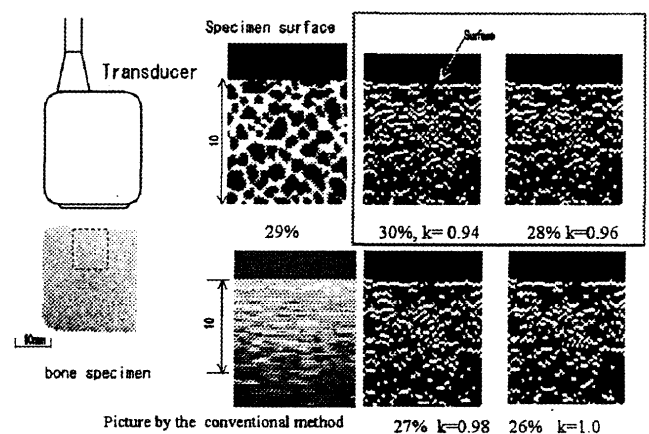 Specimen surface
Surface
Transducer
10
29%
30%, k= 0.94
28% k=0.96
10
bone specimen
Picture by the conventional method
27% k=0.98
26% k=1.0